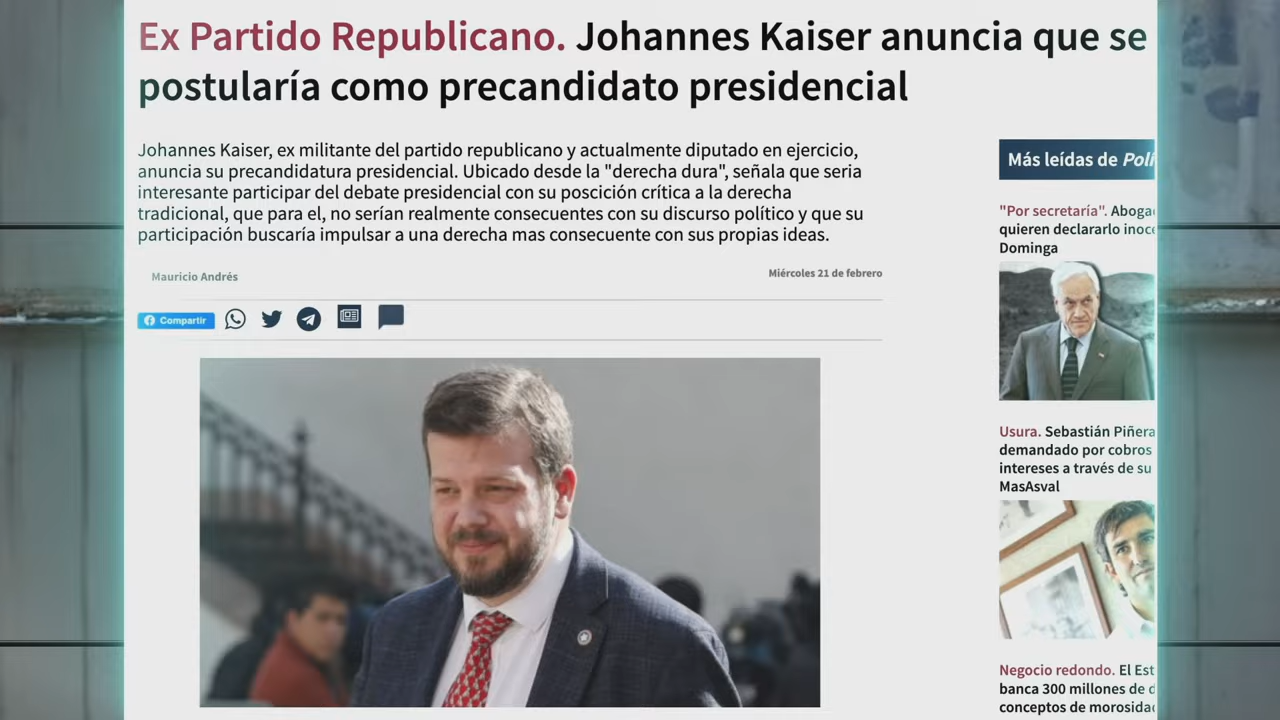 Ex Partido Republicano. Johannes Kaiser anuncia que se
postularía como precandidato presidencial
Johannes Kaiser, ex militante del partido republicano y actualmente diputado en ejercicio,
anuncia su precandidatura presidencial. Ubicado desde la "derecha dura", señala que seria
interesante participar del debate presidencial con su poscición crítica a la derecha
tradicional, que para el, no serían realmente consecuentes con su discurso político y que su
participación buscaría impulsar a una derecha mas consecuente con sus propias ideas.
Mauricio Andrés
Miércoles 21 de febrero
Compartir
Más leídas de Polí
"Por secretaría". Aboga
quieren declararlo inoce
Dominga
Usura. Sebastián Piñera
demandado por cobros
intereses a través de su
MasAsval
Negocio redondo. El Est
banca 300 millones de d
conceptos de morosidad